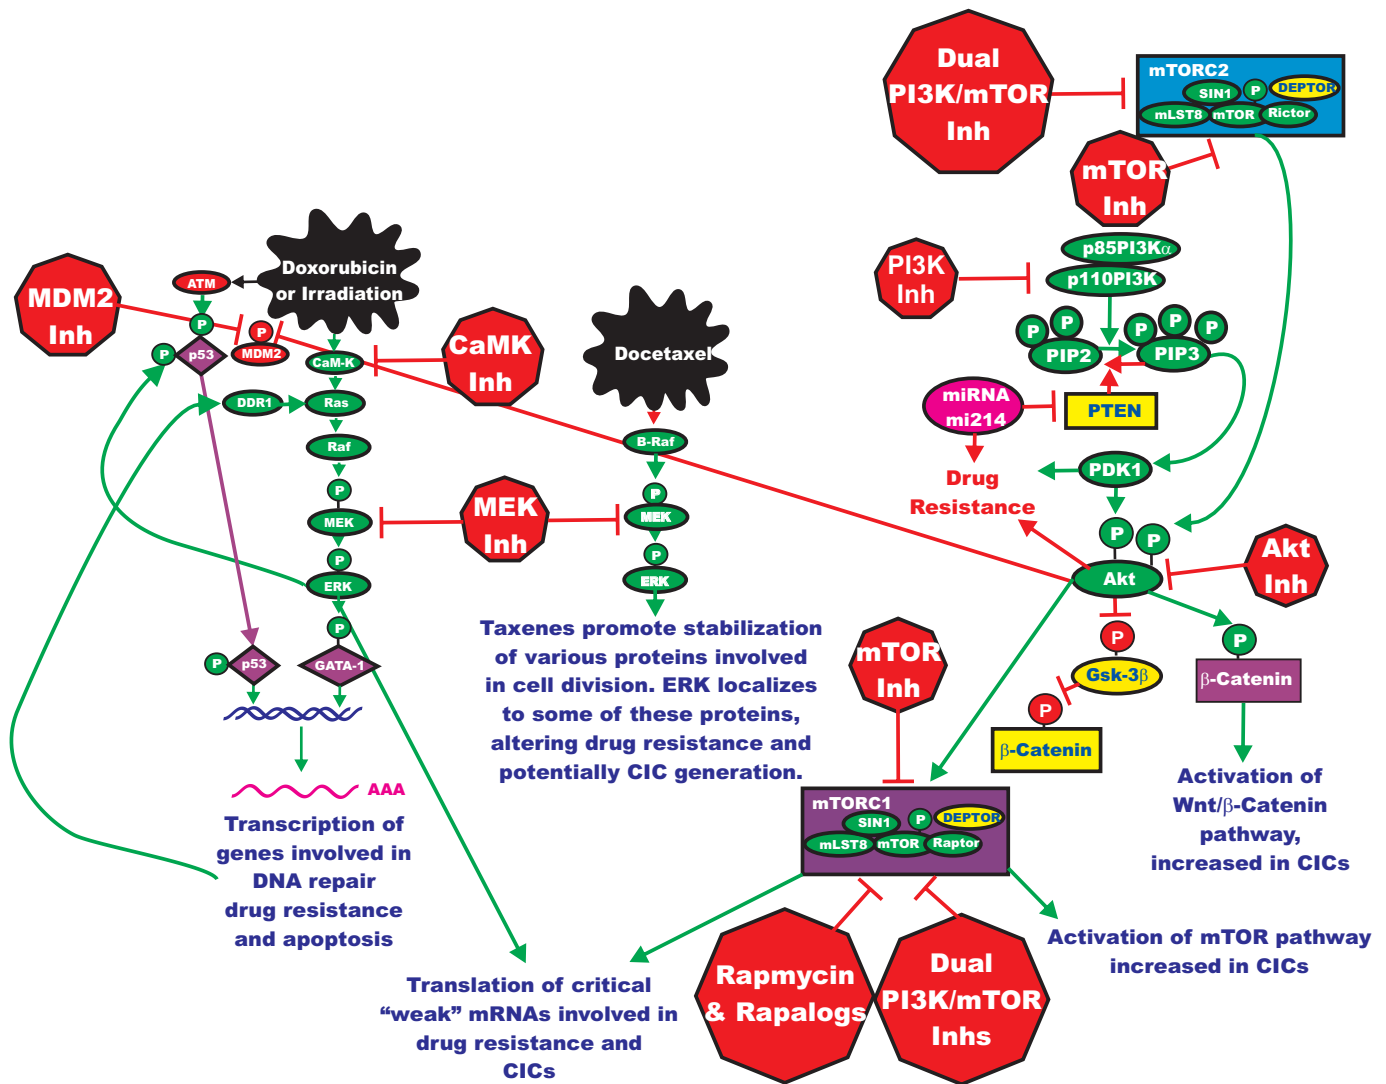 Dual
PI3K/mTOR
Inh
mTORC2
SIN1
P
DEPTOR
mLST8
mTOR
Rictor
mTOR
Inh
p85PI3Kα
p110PI3K
PI3K
Inh
P
P
PIP2
P
P
P
PIP3
miRNA
mi214
PTEN
Drug
Resistance
PDK1
P
P
Akt
Akt
Inh
P
Gsk-3β
P
β-Catenin
P
β-Catenin
Activation of
Wnt/β-Catenin
pathway,
increased in CICs
MDM2
Inh
ATM
Doxorubicin
or Irradiation
P
P
p53
P
MDM2
CaM-K
CaMK
Inh
DDR1
Ras
Raf
P
MEK
P
ERK
P
GATA-1
P
p53
MEK
Inh
Docetaxel
B-Raf
P
MEK
P
ERK
Taxenes promote stabilization
of various proteins involved
in cell division. ERK localizes
to some of these proteins,
altering drug resistance and
potentially CIC generation.
AAA
Transcription of
genes involved in
DNA repair
drug resistance
and apoptosis
mTOR
Inh
mTORC1
SIN1
P
DEPTOR
mLST8
mTOR
Raptor
Rapmycin
& Rapalogs
Dual
PI3K/mTOR
Inhs
Activation of mTOR pathway
increased in CICs
Translation of critical
“weak” mRNAs involved in
drug resistance and
CICs